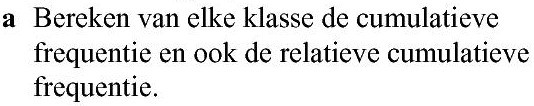 a Bereken van elke klasse de cumulatieve
frequentie en ook de relatieve cumulatieve
frequentie.